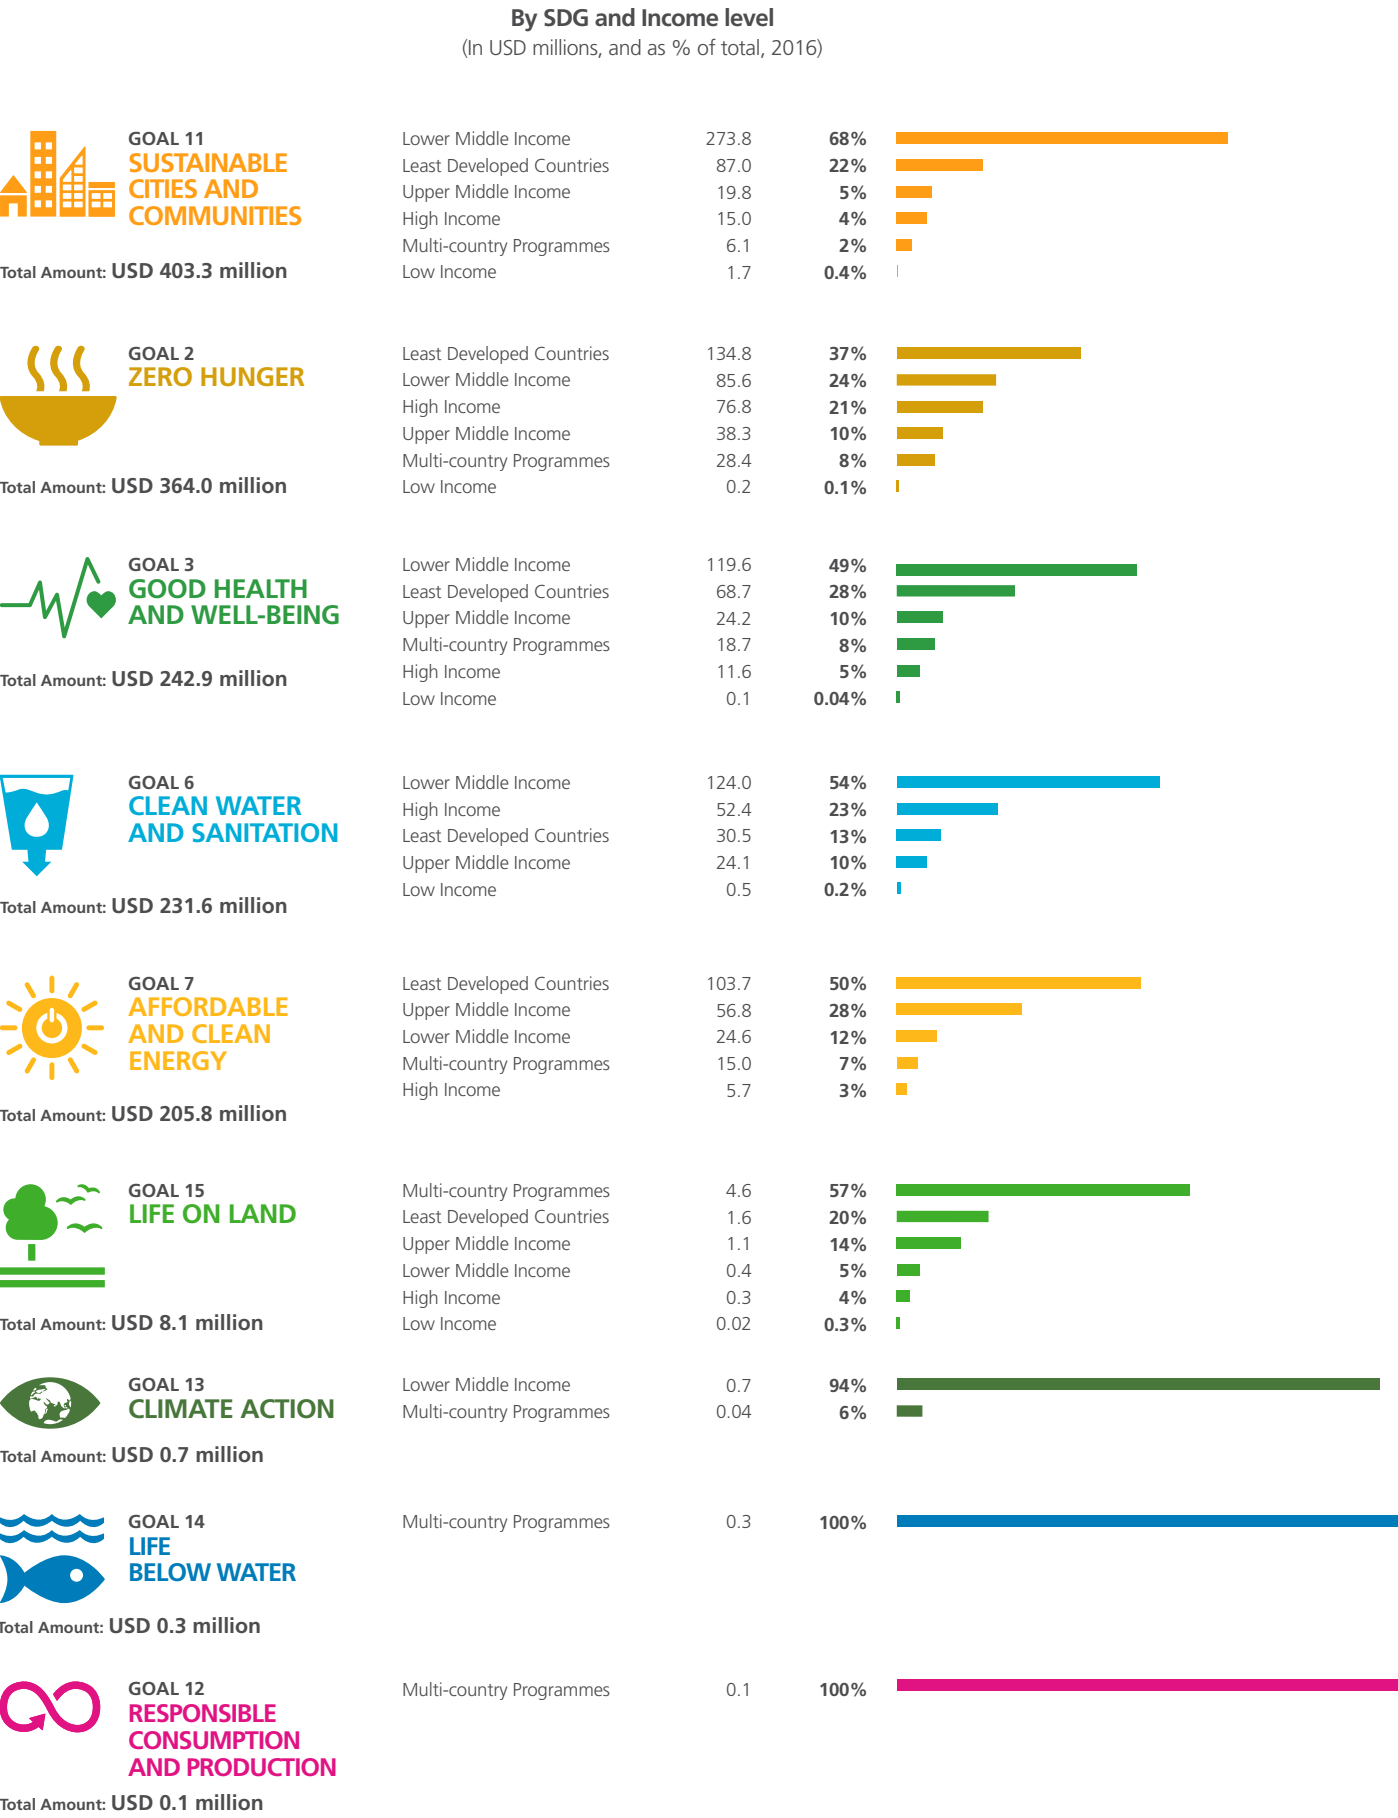 By SDG and Income level
(In USD millions, and as % of total, 2016)
GOAL 11
SUSTAINABLE
CITIES AND
COMMUNITIES
Total Amount: USD 403.3 million
Lower Middle Income 273.8 68%
Least Developed Countries 87.0 22%
Upper Middle Income 19.8 5%
High Income 15.0 4%
Multi-country Programmes 6.1 2%
Low Income 1.7 0.4%
GOAL 2
ZERO HUNGER
Total Amount: USD 364.0 million
Least Developed Countries 134.8 37%
Lower Middle Income 85.6 24%
High Income 76.8 21%
Upper Middle Income 38.3 10%
Multi-country Programmes 28.4 8%
Low Income 0.2 0.1%
GOAL 3
GOOD HEALTH
AND WELL-BEING
Total Amount: USD 242.9 million
Lower Middle Income 119.6 49%
Least Developed Countries 68.7 28%
Upper Middle Income 24.2 10%
Multi-country Programmes 18.7 8%
High Income 11.6 5%
Low Income 0.1 0.04%
GOAL 6
CLEAN WATER
AND SANITATION
Total Amount: USD 231.6 million
Lower Middle Income 124.0 54%
High Income 52.4 23%
Least Developed Countries 30.5 13%
Upper Middle Income 24.1 10%
Low Income 0.5 0.2%
GOAL 7
AFFORDABLE
AND CLEAN
ENERGY
Total Amount: USD 205.8 million
Least Developed Countries 103.7 50%
Upper Middle Income 56.8 28%
Lower Middle Income 24.6 12%
Multi-country Programmes 15.0 7%
High Income 5.7 3%
GOAL 15
LIFE ON LAND
Total Amount: USD 8.1 million
Multi-country Programmes 4.6 57%
Least Developed Countries 1.6 20%
Upper Middle Income 1.1 14%
Lower Middle Income 0.4 5%
High Income 0.3 4%
Low Income 0.02 0.3%
GOAL 13
CLIMATE ACTION
Total Amount: USD 0.7 million
Lower Middle Income 0.7 94%
Multi-country Programmes 0.04 6%
GOAL 14
LIFE
BELOW WATER
Total Amount: USD 0.3 million
Multi-country Programmes 0.3 100%
GOAL 12
RESPONSIBLE
CONSUMPTION
AND PRODUCTION
Total Amount: USD 0.1 million
Multi-country Programmes 0.1 100%